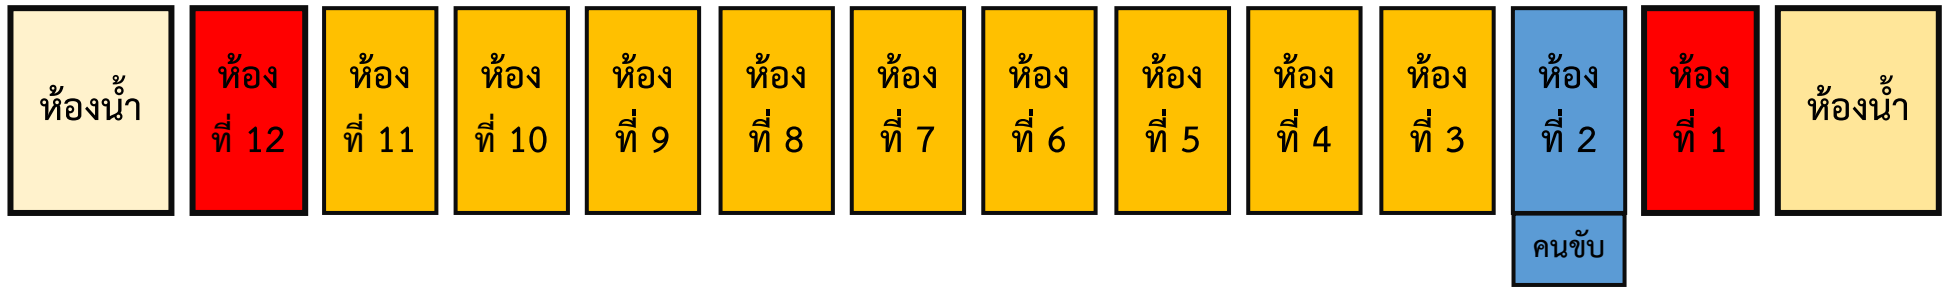 ห้องน้ำ
ห้อง
ที่ 12
ห้อง
ที่ 11
ห้อง
ที่ 10
ห้อง
ที่ 9
ห้อง
ที่ 8
ห้อง
ที่ 7
ห้อง
ที่ 6
ห้อง
ที่ 5
ห้อง
ที่ 4
ห้อง
ที่ 3
ห้อง
ที่ 2
คนขับ
ห้อง
ที่ 1
ห้องน้ำ